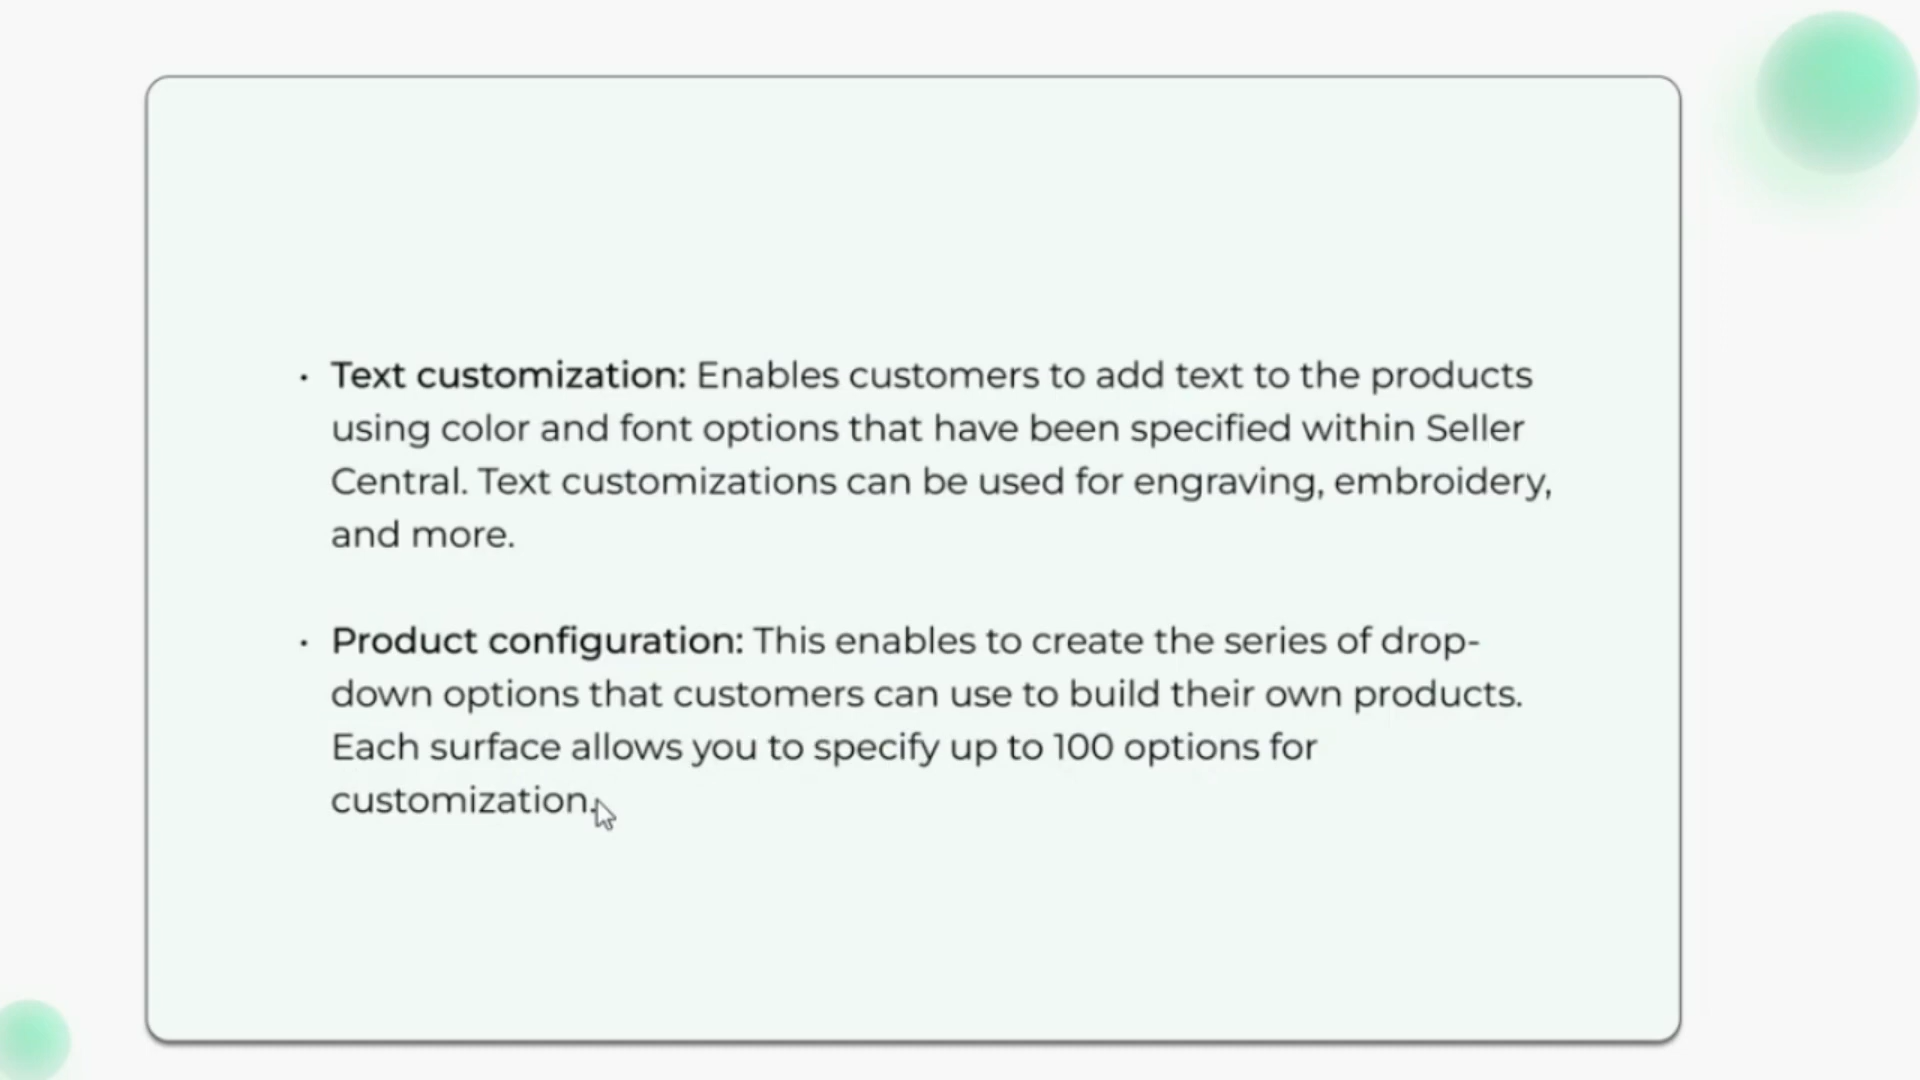 • Text customization: Enables customers to add text to the products
using color and font options that have been specified within Seller
Central. Text customizations can be used for engraving, embroidery,
and more.
• Product configuration: This enables to create the series of drop-
down options that customers can use to build their own products.
Each surface allows you to specify up to 100 options for
customization.